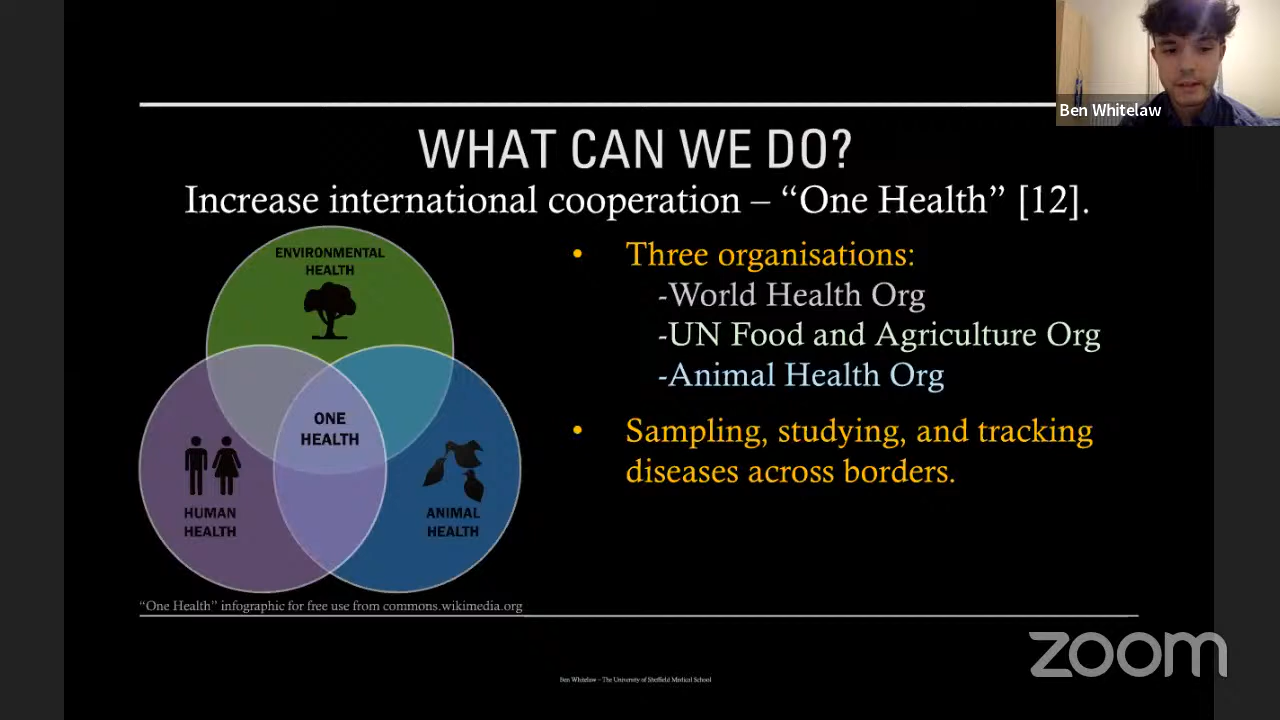 Ben Whitelaw
WHAT CAN WE DO?
Increase international cooperation – “One Health” [12].
ENVIRONMENTAL
HEALTH
ONE
HEALTH
HUMAN
HEALTH
ANIMAL
HEALTH
“One Health” infographic for free use from commons.wikimedia.org
• Three organisations:
-World Health Org
-UN Food and Agriculture Org
-Animal Health Org
• Sampling, studying, and tracking
diseases across borders.
Ben Whitelaw – The University of Sheffield Medical School
zoom